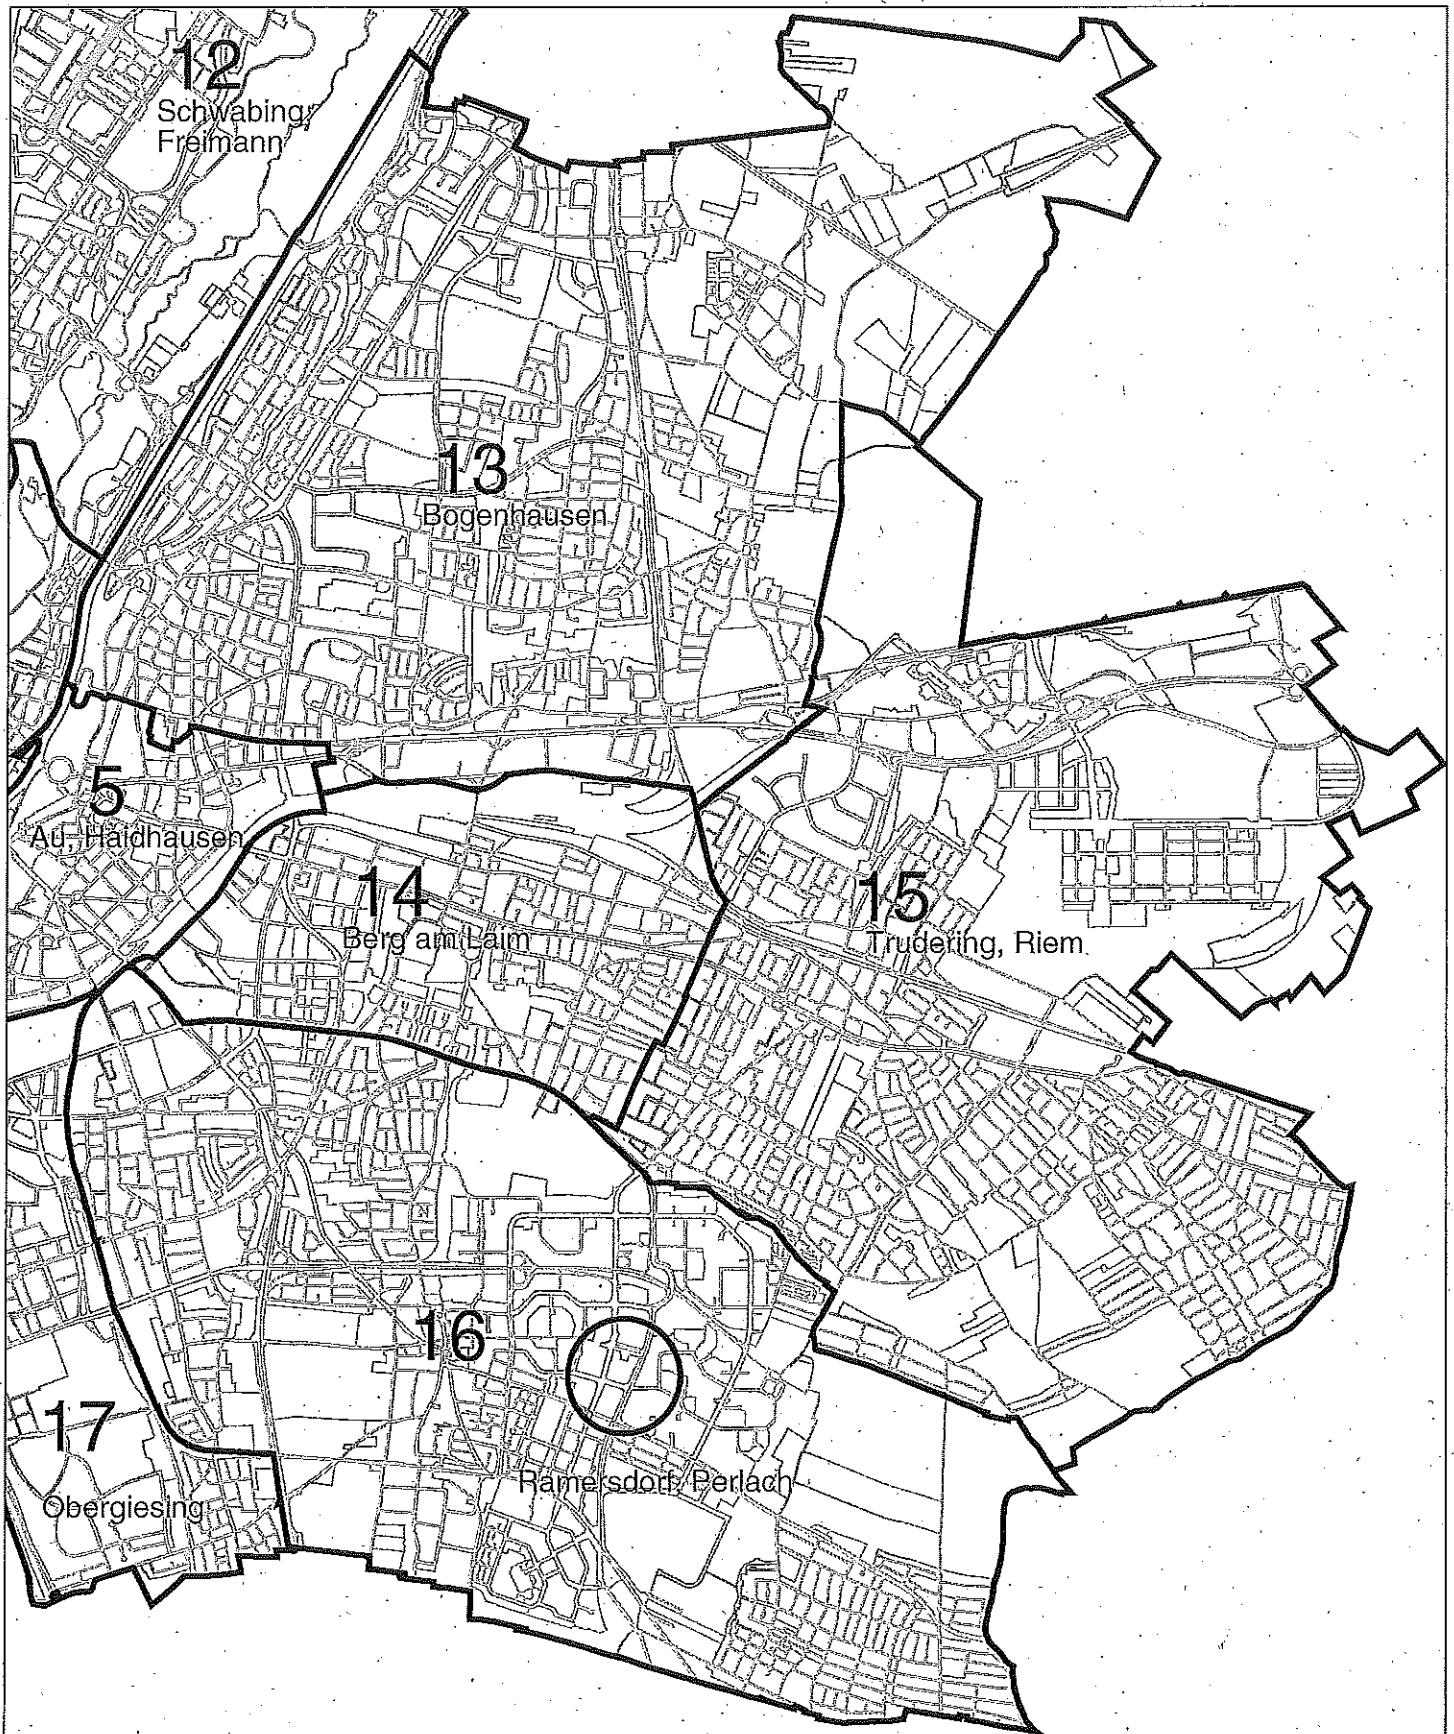 12
Schwabing,
Freimann
13
Bogenhausen
5
Au, Haidhausen
14
Berg am Laim
15
Trudering, Riem
16
Ramersdorf, Perlach
17
Obergiesing